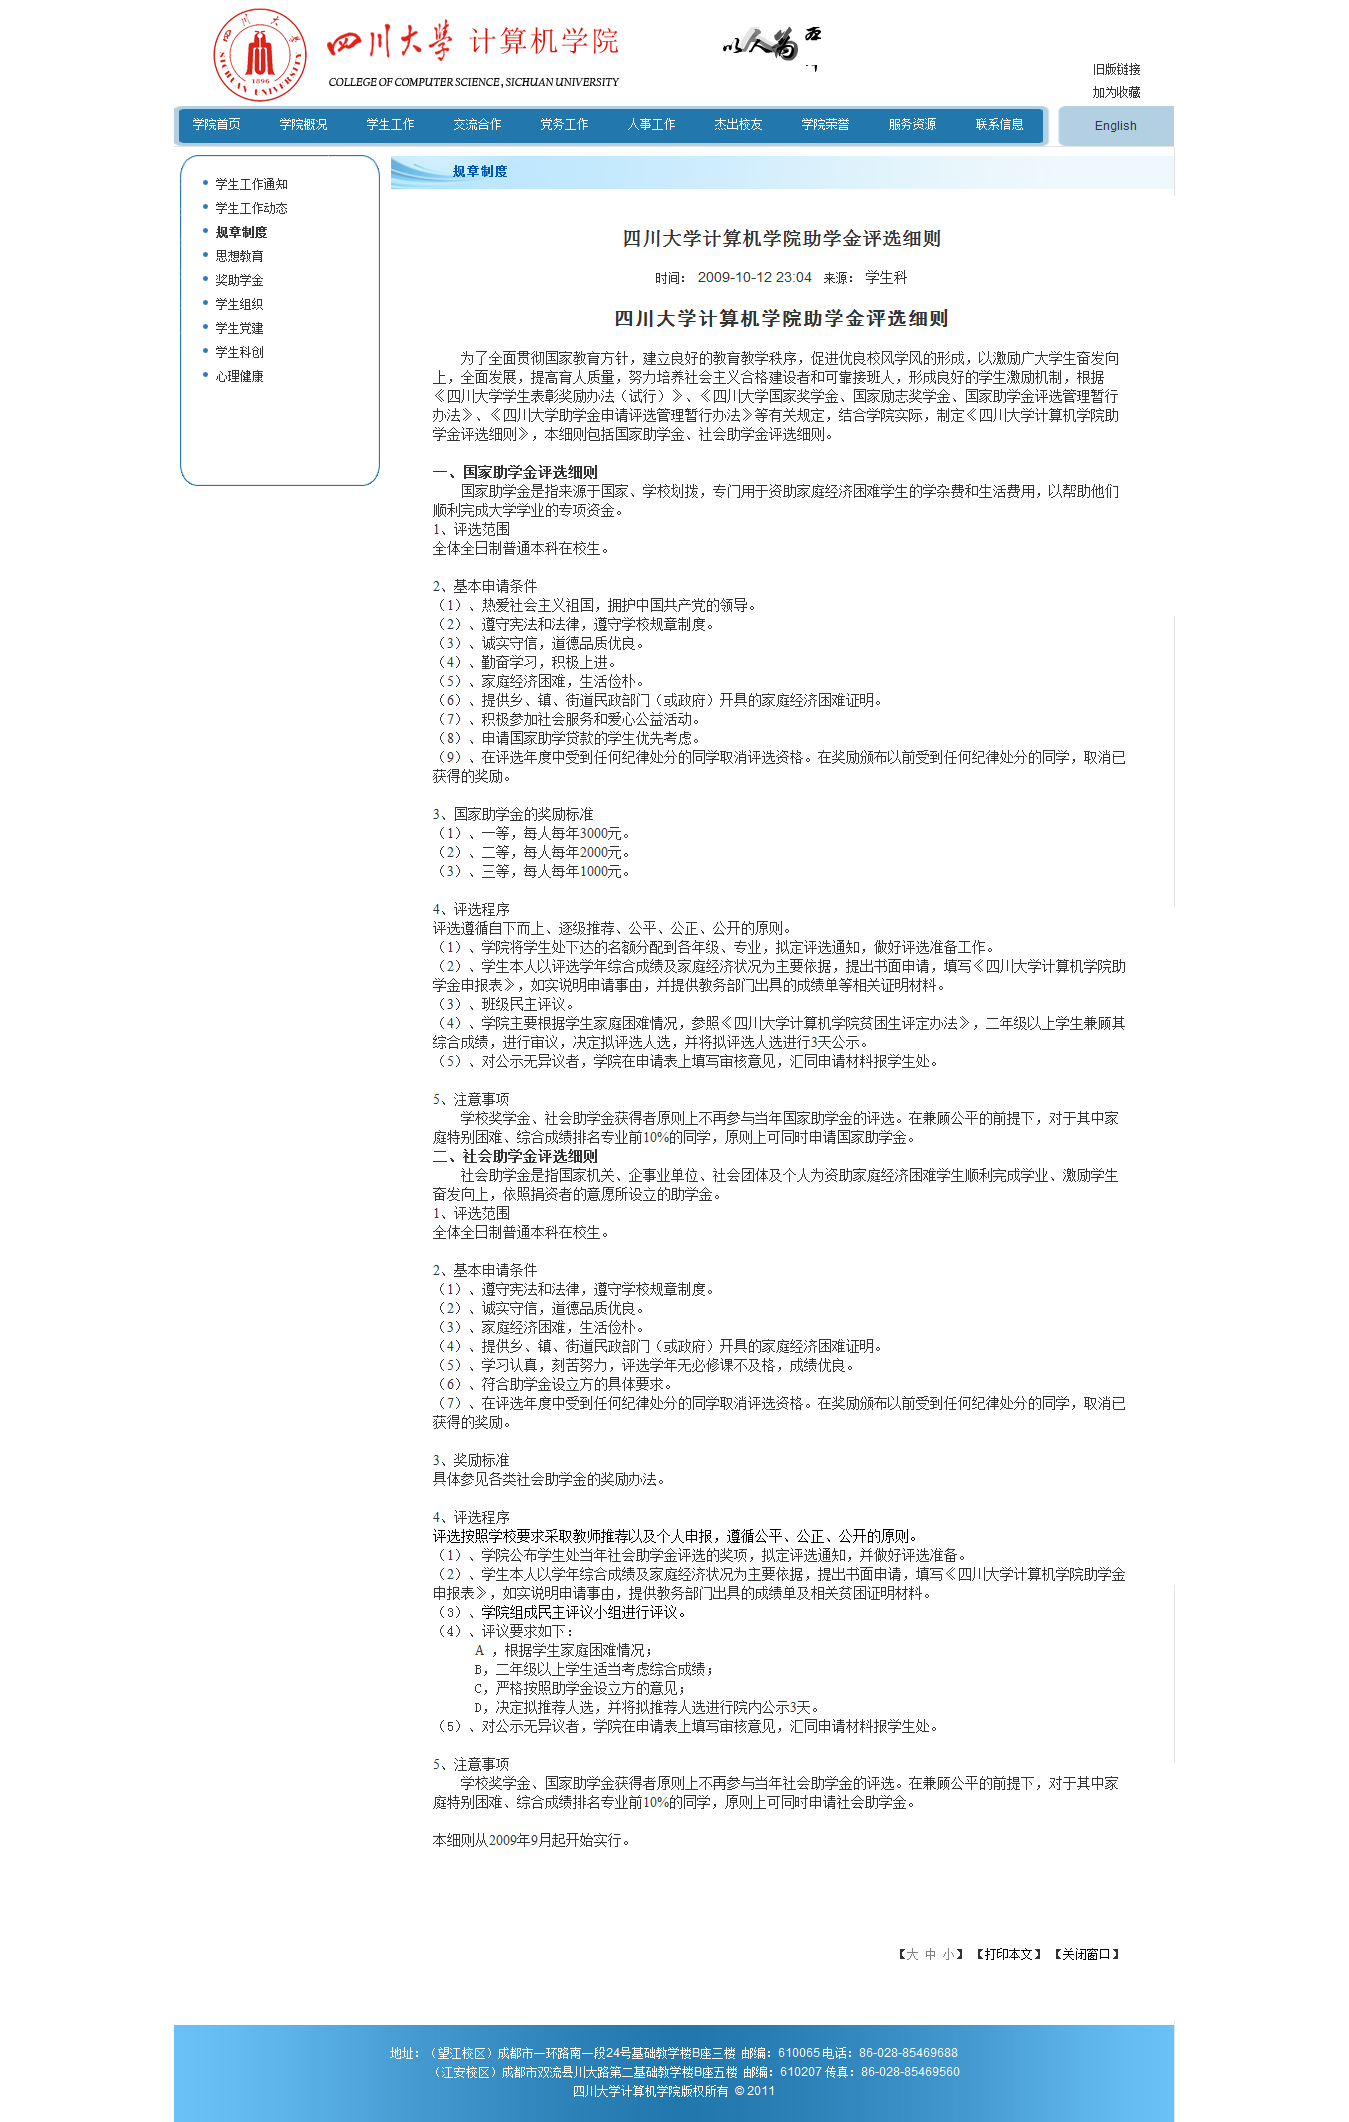 四川大学 计算机学院
COLLEGE OF COMPUTER SCIENCE, SICHUAN UNIVERSITY
SICHUAN UNIVERSITY
1896
以人为
旧版链接
加为收藏
学院首页 学院概况 学生工作 交流合作 党务工作 人事工作 杰出校友 学院荣誉 服务资源 联系信息 English
学生工作通知
学生工作动态
规章制度
思想教育
奖助学金
学生组织
学生党建
学生科创
心理健康
规章制度
四川大学计算机学院助学金评选细则
时间： 2009-10-12 23:04 来源： 学生科
四川大学计算机学院助学金评选细则
为了全面贯彻国家教育方针，建立良好的教育教学秩序，促进优良校风学风的形成，以激励广大学生奋发向
上，全面发展，提高育人质量，努力培养社会主义合格建设者和可靠接班人，形成良好的学生激励机制，根据
《四川大学学生表彰奖励办法（试行）》、《四川大学国家奖学金、国家励志奖学金、国家助学金评选管理暂行
办法》、《四川大学助学金申请评选管理暂行办法》等有关规定，结合学院实际，制定《四川大学计算机学院助
学金评选细则》，本细则包括国家助学金、社会助学金评选细则。
一、国家助学金评选细则
国家助学金是指来源于国家、学校划拨，专门用于资助家庭经济困难学生的学杂费和生活费用，以帮助他们
顺利完成大学学业的专项资金。
1、评选范围
全体全日制普通本科在校生。
2、基本申请条件
（1）、热爱社会主义祖国，拥护中国共产党的领导。
（2）、遵守宪法和法律，遵守学校规章制度。
（3）、诚实守信，道德品质优良。
（4）、勤奋学习，积极上进。
（5）、家庭经济困难，生活俭朴。
（6）、提供乡、镇、街道民政部门（或政府）开具的家庭经济困难证明。
（7）、积极参加社会服务和爱心公益活动。
（8）、申请国家助学贷款的学生优先考虑。
（9）、在评选年度中受到任何纪律处分的同学取消评选资格。在奖励颁布以前受到任何纪律处分的同学，取消已
获得的奖励。
3、国家助学金的奖励标准
（1）、一等，每人每年3000元。
（2）、二等，每人每年2000元。
（3）、三等，每人每年1000元。
4、评选程序
评选遵循自下而上、逐级推荐、公平、公正、公开的原则。
（1）、学院将学生处下达的名额分配到各年级、专业，拟定评选通知，做好评选准备工作。
（2）、学生本人以评选学年综合成绩及家庭经济状况为主要依据，提出书面申请，填写《四川大学计算机学院助
学金申报表》，如实说明申请事由，并提供教务部门出具的成绩单等相关证明材料。
（3）、班级民主评议。
（4）、学院主要根据学生家庭困难情况，参照《四川大学计算机学院贫困生评定办法》，二年级以上学生兼顾其
综合成绩，进行审议，决定拟评选人选，并将拟评选人选进行3天公示。
（5）、对公示无异议者，学院在申请表上填写审核意见，汇同申请材料报学生处。
5、注意事项
学校奖学金、社会助学金获得者原则上不再参与当年国家助学金的评选。在兼顾公平的前提下，对于其中家
庭特别困难、综合成绩排名专业前10%的同学，原则上可同时申请国家助学金。
二、社会助学金评选细则
社会助学金是指国家机关、企事业单位、社会团体及个人为资助家庭经济困难学生顺利完成学业、激励学生
奋发向上，依照捐资者的意愿所设立的助学金。
1、评选范围
全体全日制普通本科在校生。
2、基本申请条件
（1）、遵守宪法和法律，遵守学校规章制度。
（2）、诚实守信，道德品质优良。
（3）、家庭经济困难，生活俭朴。
（4）、提供乡、镇、街道民政部门（或政府）开具的家庭经济困难证明。
（5）、学习认真，刻苦努力，评选学年无必修课不及格，成绩优良。
（6）、符合助学金设立方的具体要求。
（7）、在评选年度中受到任何纪律处分的同学取消评选资格。在奖励颁布以前受到任何纪律处分的同学，取消已
获得的奖励。
3、奖励标准
具体参见各类社会助学金的奖励办法。
4、评选程序
评选按照学校要求采取教师推荐以及个人申报，遵循公平、公正、公开的原则。
（1）、学院公布学生处当年社会助学金评选的奖项，拟定评选通知，并做好评选准备。
（2）、学生本人以学年综合成绩及家庭经济状况为主要依据，提出书面申请，填写《四川大学计算机学院助学金
申报表》，如实说明申请事由，提供教务部门出具的成绩单及相关贫困证明材料。
（3）、学院组成民主评议小组进行评议。
（4）、评议要求如下：
A ，根据学生家庭困难情况；
B，二年级以上学生适当考虑综合成绩；
C，严格按照助学金设立方的意见；
D，决定拟推荐人选，并将拟推荐人选进行院内公示3天。
（5）、对公示无异议者，学院在申请表上填写审核意见，汇同申请材料报学生处。
5、注意事项
学校奖学金、国家助学金获得者原则上不再参与当年社会助学金的评选。在兼顾公平的前提下，对于其中家
庭特别困难、综合成绩排名专业前10%的同学，原则上可同时申请社会助学金。
本细则从2009年9月起开始实行。
【大 中 小】 【打印本文】 【关闭窗口】
地址：（望江校区）成都市一环路南一段24号基础教学楼B座三楼 邮编：610065 电话：86-028-85469688
（江安校区）成都市双流县川大路第二基础教学楼B座五楼 邮编：610207 传真：86-028-85469560
四川大学计算机学院版权所有 © 2011